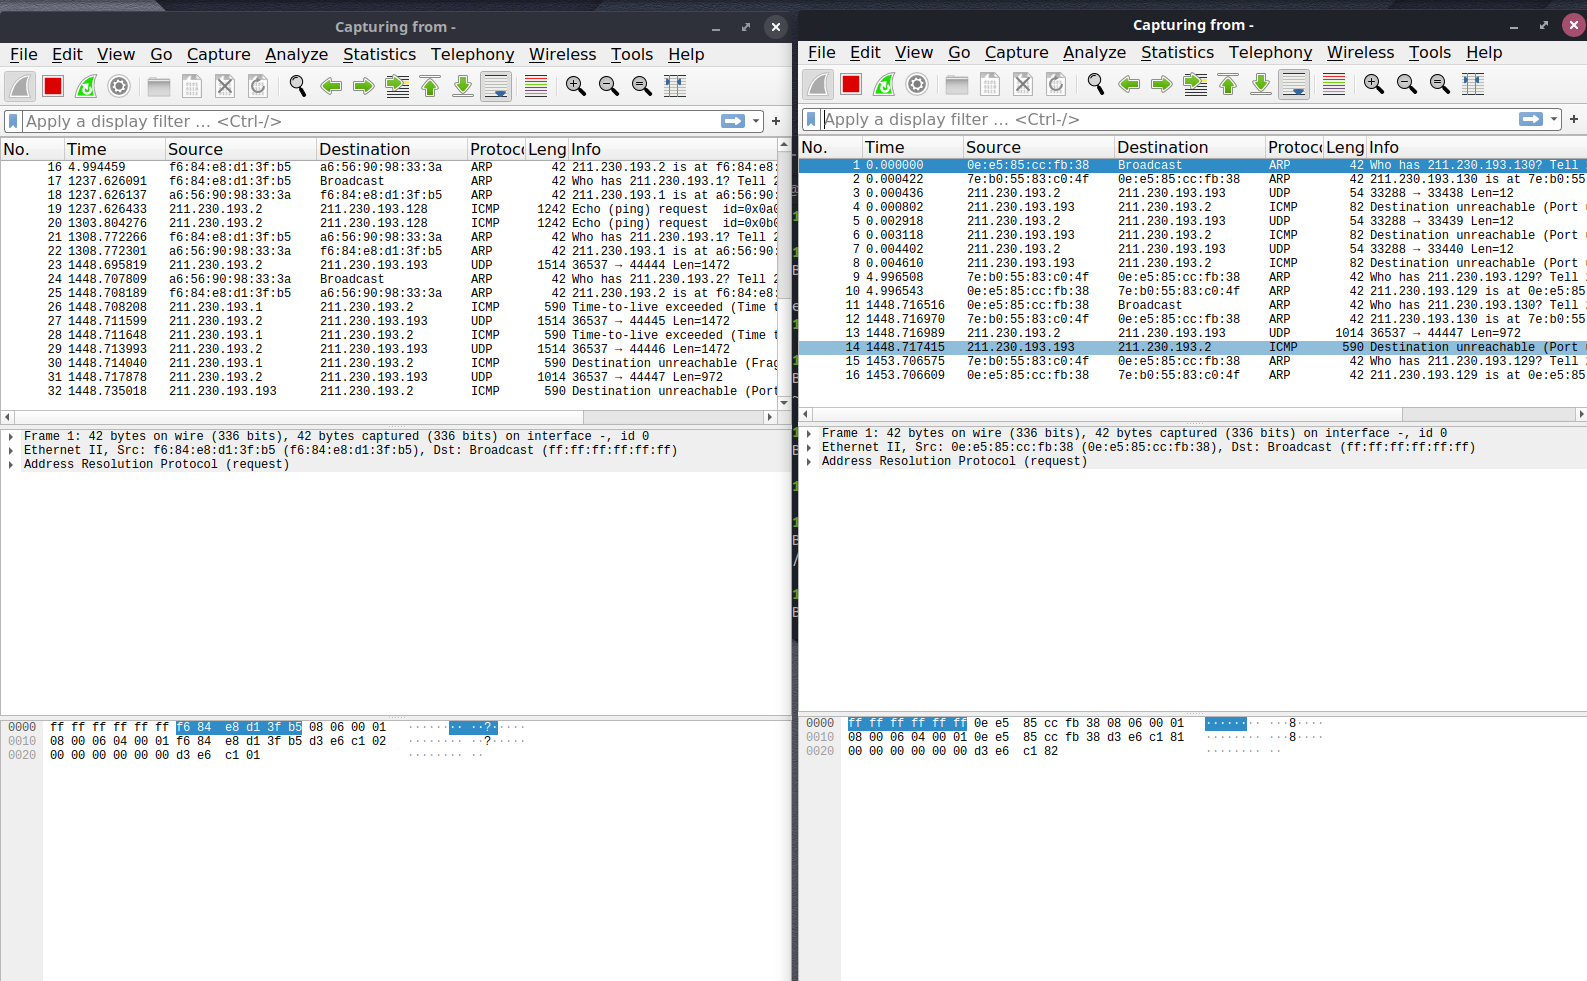 Capturing from -
File Edit View Go Capture Analyze Statistics Telephony Wireless Tools Help
Apply a display filter … <Ctrl-/>
No. Time Source Destination Protoc Leng Info
16 4.994459 f6:84:e8:d1:3f:b5 a6:56:90:98:33:3a ARP 42 211.230.193.2 is at f6:84:e8:
17 1237.626091 f6:84:e8:d1:3f:b5 Broadcast ARP 42 Who has 211.230.193.1? Tell 2
18 1237.626137 a6:56:90:98:33:3a f6:84:e8:d1:3f:b5 ARP 42 211.230.193.1 is at a6:56:90:
19 1237.626433 211.230.193.2 211.230.193.128 ICMP 1242 Echo (ping) request id=0x0a0
20 1303.804276 211.230.193.2 211.230.193.128 ICMP 1242 Echo (ping) request id=0x0b0
21 1308.772266 f6:84:e8:d1:3f:b5 a6:56:90:98:33:3a ARP 42 Who has 211.230.193.1? Tell 2
22 1308.772301 a6:56:90:98:33:3a f6:84:e8:d1:3f:b5 ARP 42 211.230.193.1 is at a6:56:90:
23 1448.695819 211.230.193.2 211.230.193.193 UDP 1514 36537 → 44444 Len=1472
24 1448.707809 a6:56:90:98:33:3a Broadcast ARP 42 Who has 211.230.193.2? Tell 2
25 1448.708189 f6:84:e8:d1:3f:b5 a6:56:90:98:33:3a ARP 42 211.230.193.2 is at f6:84:e8:
26 1448.708208 211.230.193.1 211.230.193.2 ICMP 590 Time-to-live exceeded (Time t
27 1448.711599 211.230.193.2 211.230.193.193 UDP 1514 36537 → 44445 Len=1472
28 1448.711648 211.230.193.1 211.230.193.2 ICMP 590 Time-to-live exceeded (Time t
29 1448.713993 211.230.193.2 211.230.193.193 UDP 1514 36537 → 44446 Len=1472
30 1448.714040 211.230.193.1 211.230.193.2 ICMP 590 Destination unreachable (Frag
31 1448.717878 211.230.193.2 211.230.193.193 UDP 1014 36537 → 44447 Len=972
32 1448.735018 211.230.193.193 211.230.193.2 ICMP 590 Destination unreachable (Port
Frame 1: 42 bytes on wire (336 bits), 42 bytes captured (336 bits) on interface -, id 0
Ethernet II, Src: f6:84:e8:d1:3f:b5 (f6:84:e8:d1:3f:b5), Dst: Broadcast (ff:ff:ff:ff:ff:ff)
Address Resolution Protocol (request)
0000 ff ff ff ff ff ff f6 84 e8 d1 3f b5 08 06 00 01 ········ ··?·····
0010 08 00 06 04 00 01 f6 84 e8 d1 3f b5 d3 e6 c1 02 ········ ··?·····
0020 00 00 00 00 00 00 d3 e6 c1 01 ········ ··
Capturing from -
File Edit View Go Capture Analyze Statistics Telephony Wireless Tools Help
Apply a display filter … <Ctrl-/>
No. Time Source Destination Protoc Leng Info
1 0.000000 0e:e5:85:cc:fb:38 Broadcast ARP 42 Who has 211.230.193.130? Tell
2 0.000422 7e:b0:55:83:c0:4f 0e:e5:85:cc:fb:38 ARP 42 211.230.193.130 is at 7e:b0:55
3 0.000436 211.230.193.2 211.230.193.193 UDP 54 33288 → 33438 Len=12
4 0.000802 211.230.193.193 211.230.193.2 ICMP 82 Destination unreachable (Port
5 0.002918 211.230.193.2 211.230.193.193 UDP 54 33288 → 33439 Len=12
6 0.003118 211.230.193.193 211.230.193.2 ICMP 82 Destination unreachable (Port
7 0.004402 211.230.193.2 211.230.193.193 UDP 54 33288 → 33440 Len=12
8 0.004610 211.230.193.193 211.230.193.2 ICMP 82 Destination unreachable (Port
9 4.996508 7e:b0:55:83:c0:4f 0e:e5:85:cc:fb:38 ARP 42 Who has 211.230.193.129? Tell
10 4.996543 0e:e5:85:cc:fb:38 7e:b0:55:83:c0:4f ARP 42 211.230.193.129 is at 0e:e5:85
11 1448.716516 0e:e5:85:cc:fb:38 Broadcast ARP 42 Who has 211.230.193.130? Tell
12 1448.716970 7e:b0:55:83:c0:4f 0e:e5:85:cc:fb:38 ARP 42 211.230.193.130 is at 7e:b0:55
13 1448.716989 211.230.193.2 211.230.193.193 UDP 1014 36537 → 44447 Len=972
14 1448.717415 211.230.193.193 211.230.193.2 ICMP 590 Destination unreachable (Port
15 1453.706575 7e:b0:55:83:c0:4f 0e:e5:85:cc:fb:38 ARP 42 Who has 211.230.193.129? Tell
16 1453.706609 0e:e5:85:cc:fb:38 7e:b0:55:83:c0:4f ARP 42 211.230.193.129 is at 0e:e5:85
Frame 1: 42 bytes on wire (336 bits), 42 bytes captured (336 bits) on interface -, id 0
Ethernet II, Src: 0e:e5:85:cc:fb:38 (0e:e5:85:cc:fb:38), Dst: Broadcast (ff:ff:ff:ff:ff:ff)
Address Resolution Protocol (request)
0000 ff ff ff ff ff ff 0e e5 85 cc fb 38 08 06 00 01 ········ ···8····
0010 08 00 06 04 00 01 0e e5 85 cc fb 38 d3 e6 c1 81 ········ ···8····
0020 00 00 00 00 00 00 d3 e6 c1 82 ········ ··